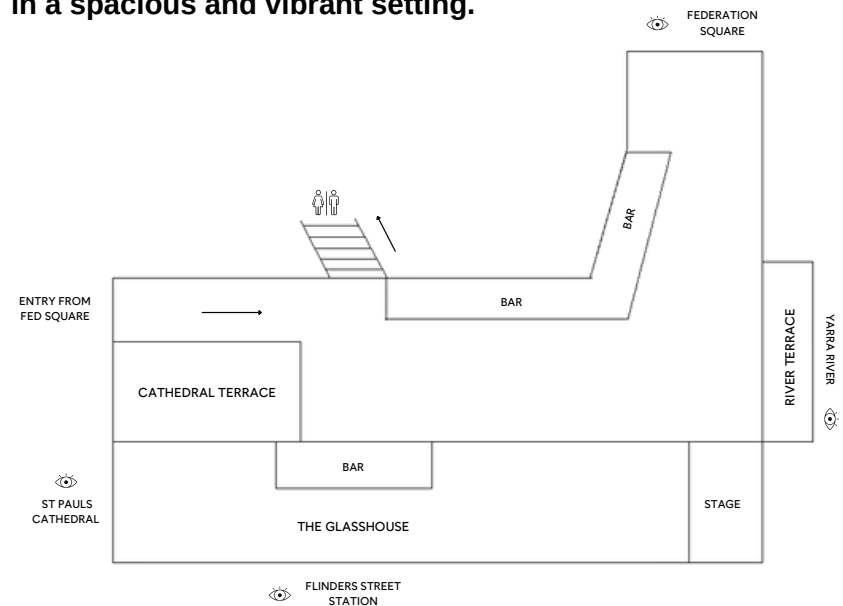 in a spacious and vibrant setting.
FEDERATION
SQUARE
BAR
ENTRY FROM
FED SQUARE
BAR
RIVER TERRACE
YARRA RIVER
CATHEDRAL TERRACE
BAR
ST PAULS
CATHEDRAL
STAGE
THE GLASSHOUSE
FLINDERS STREET
STATION